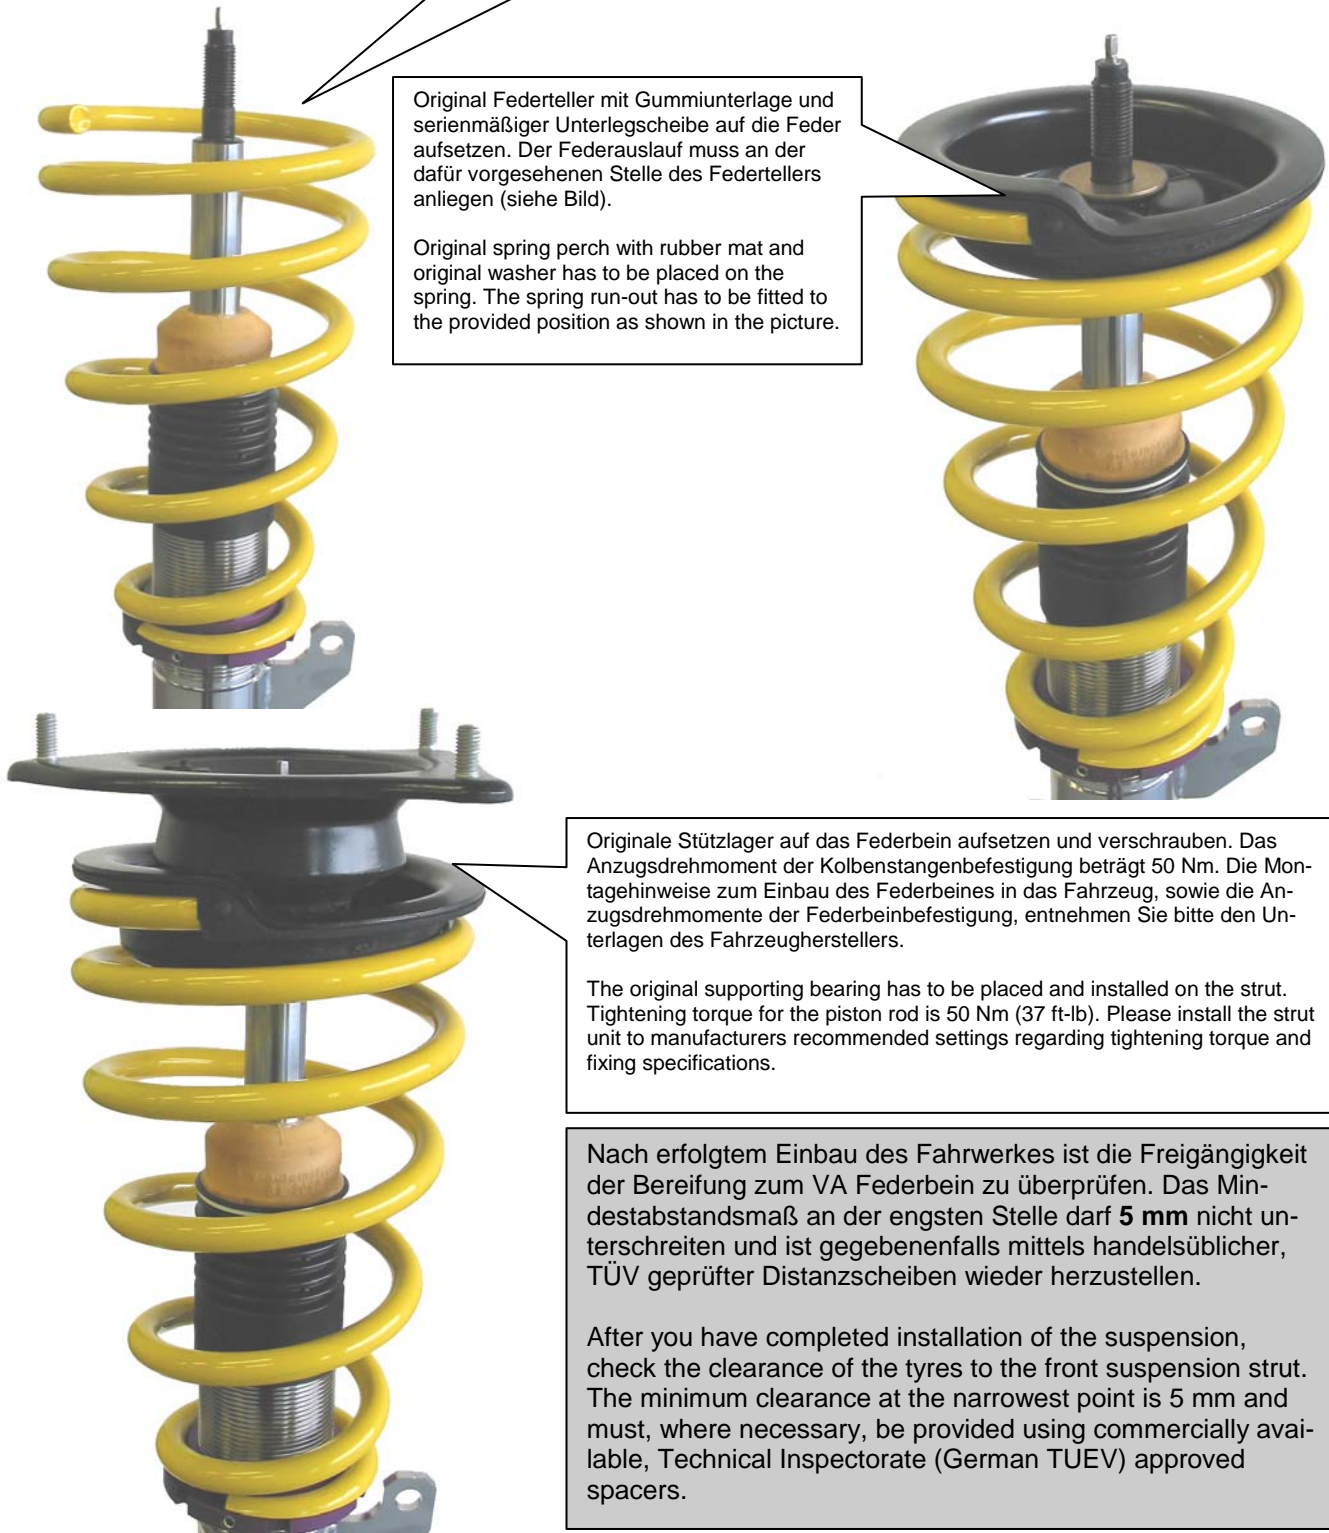 Original Federteller mit Gummiunterlage und
serienmäßiger Unterlegscheibe auf die Feder
aufsetzen. Der Federauslauf muss an der
dafür vorgesehenen Stelle des Federtellers
anliegen (siehe Bild).
Original spring perch with rubber mat and
original washer has to be placed on the
spring. The spring run-out has to be fitted to
the provided position as shown in the picture.
Originale Stützlager auf das Federbein aufsetzen und verschrauben. Das
Anzugsdrehmoment der Kolbenstangenbefestigung beträgt 50 Nm. Die Mon-
tagehinweise zum Einbau des Federbeines in das Fahrzeug, sowie die An-
zugsdrehmomente der Federbeinbefestigung, entnehmen Sie bitte den Un-
terlagen des Fahrzeugherstellers.
The original supporting bearing has to be placed and installed on the strut.
Tightening torque for the piston rod is 50 Nm (37 ft-lb). Please install the strut
unit to manufacturers recommended settings regarding tightening torque and
fixing specifications.
Nach erfolgtem Einbau des Fahrwerkes ist die Freigängigkeit
der Bereifung zum VA Federbein zu überprüfen. Das Min-
destabstandsmaß an der engsten Stelle darf 5 mm nicht un-
terschreiten und ist gegebenenfalls mittels handelsüblicher,
TÜV geprüfter Distanzscheiben wieder herzustellen.
After you have completed installation of the suspension,
check the clearance of the tyres to the front suspension strut.
The minimum clearance at the narrowest point is 5 mm and
must, where necessary, be provided using commercially avai-
lable, Technical Inspectorate (German TUEV) approved
spacers.